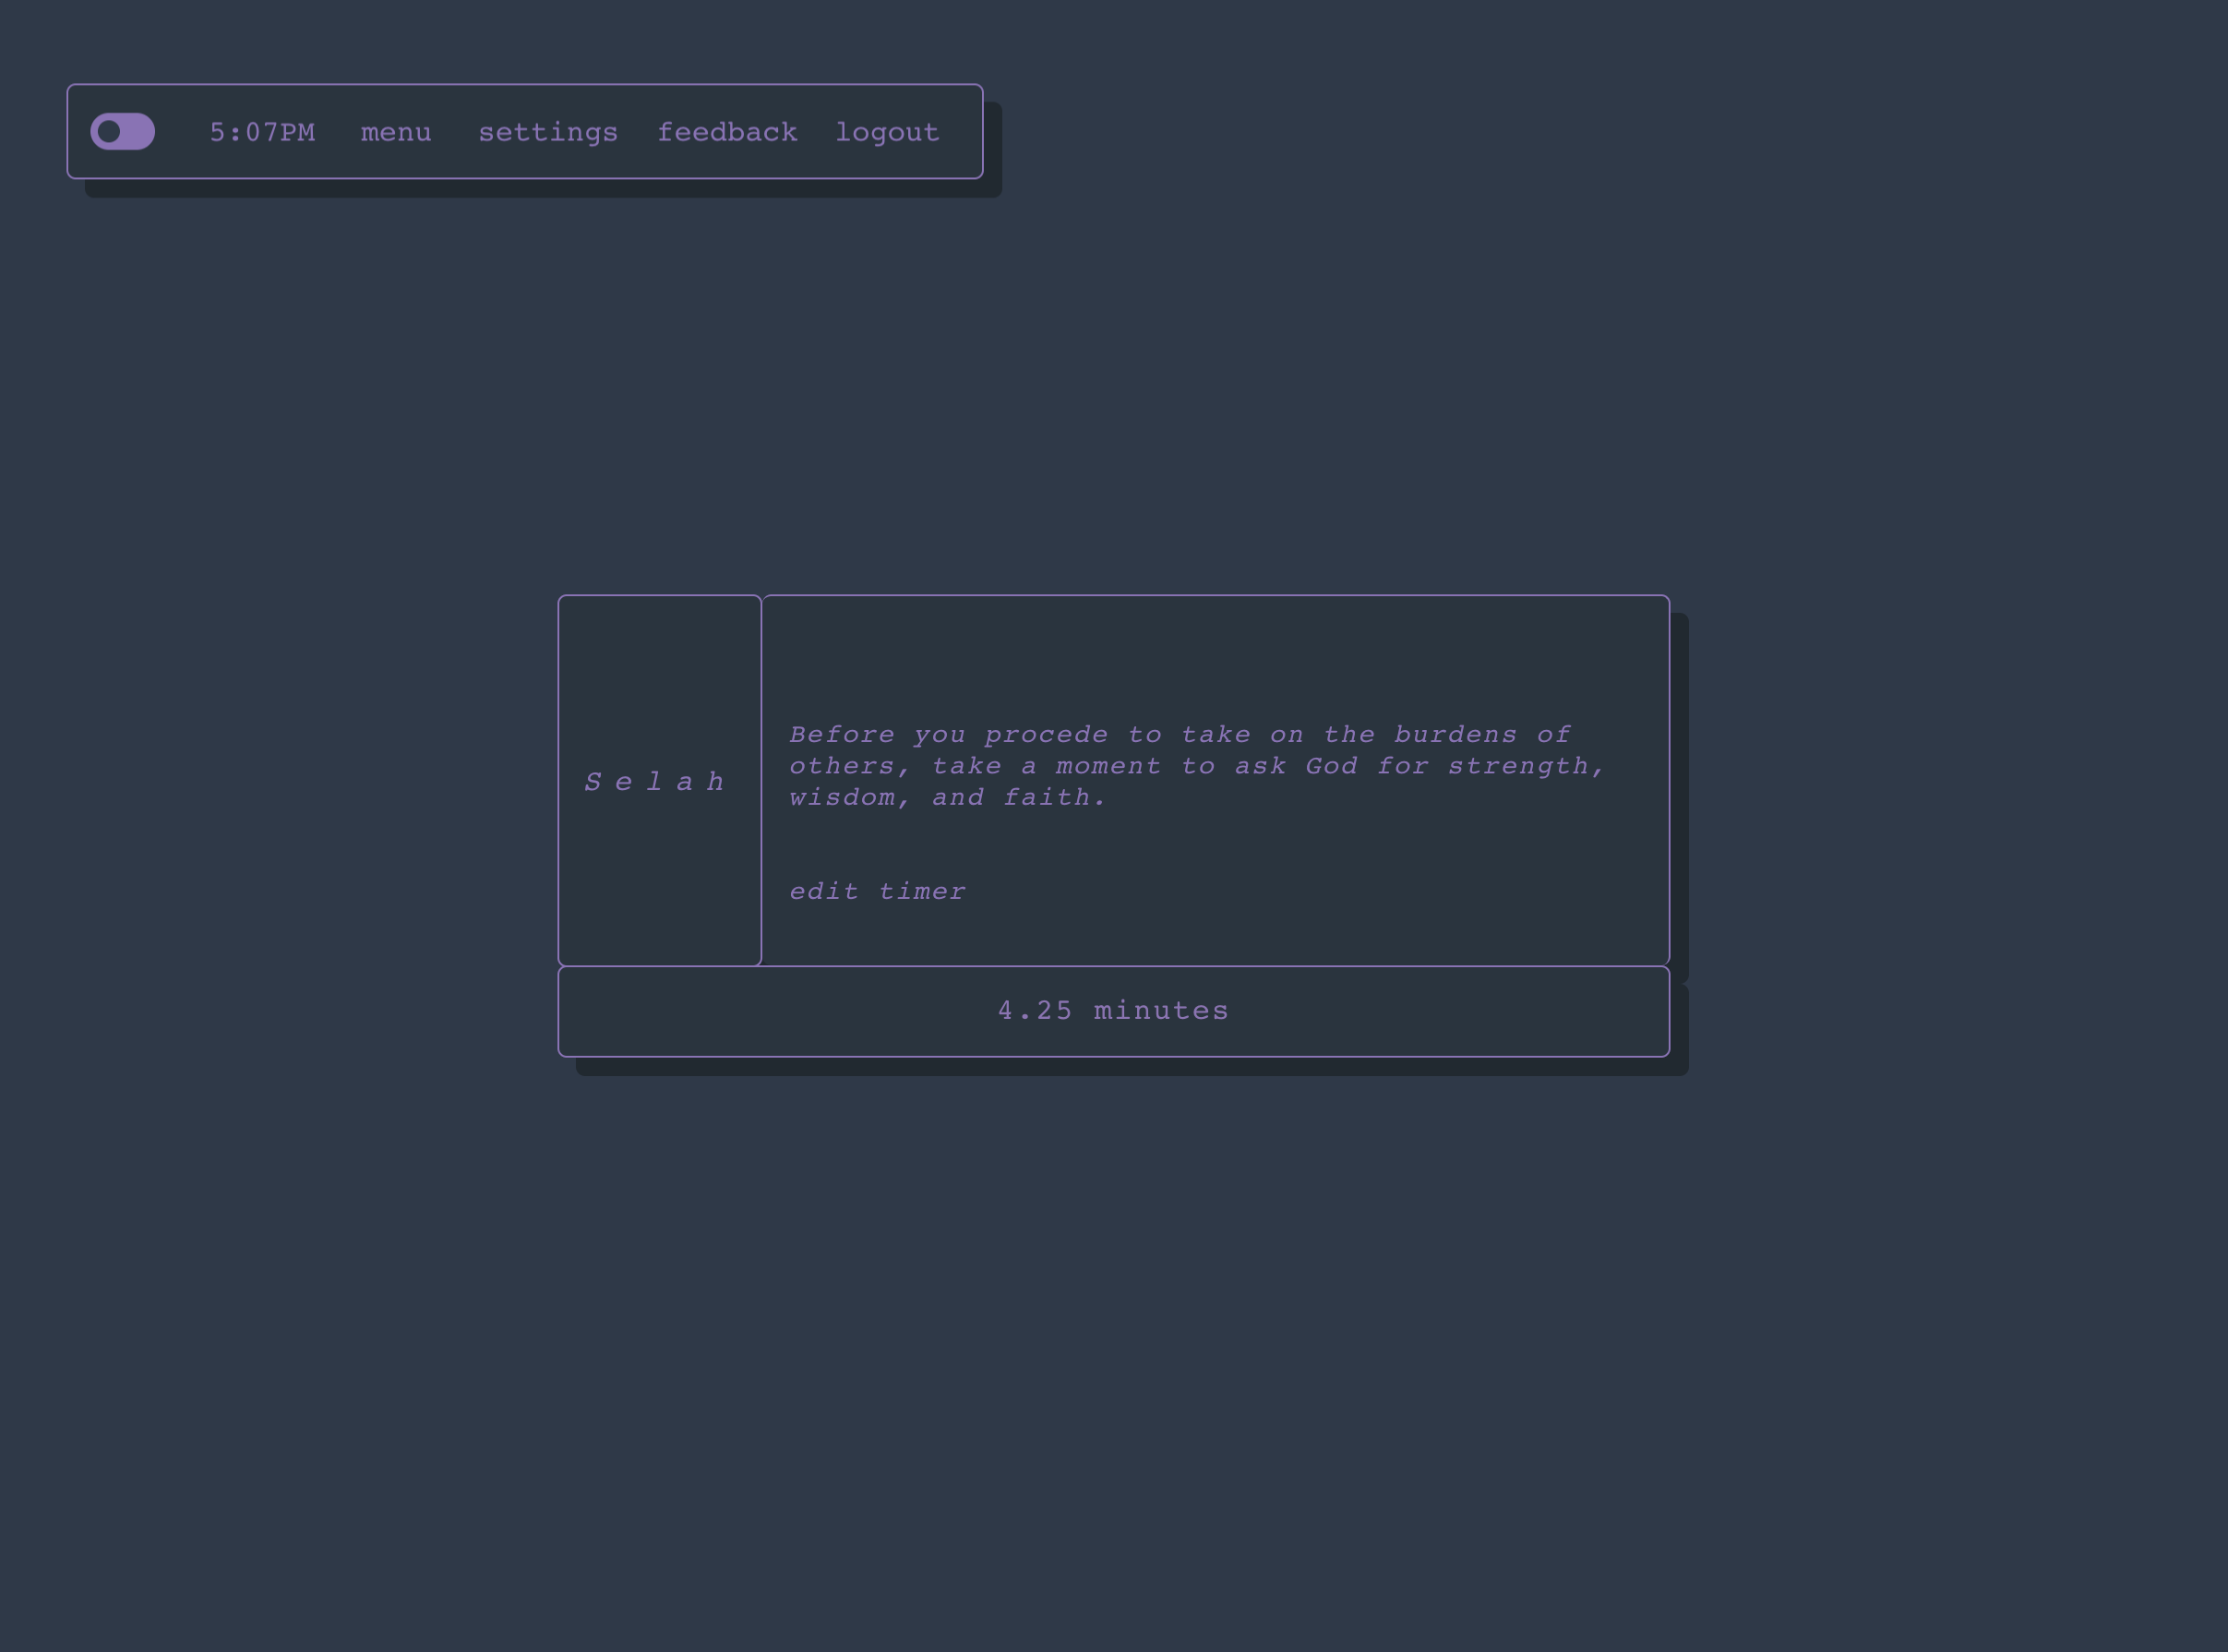 5:07PM menu settings feedback logout
Selah
Before you procede to take on the burdens of
others, take a moment to ask God for strength,
wisdom, and faith.
edit timer
4.25 minutes